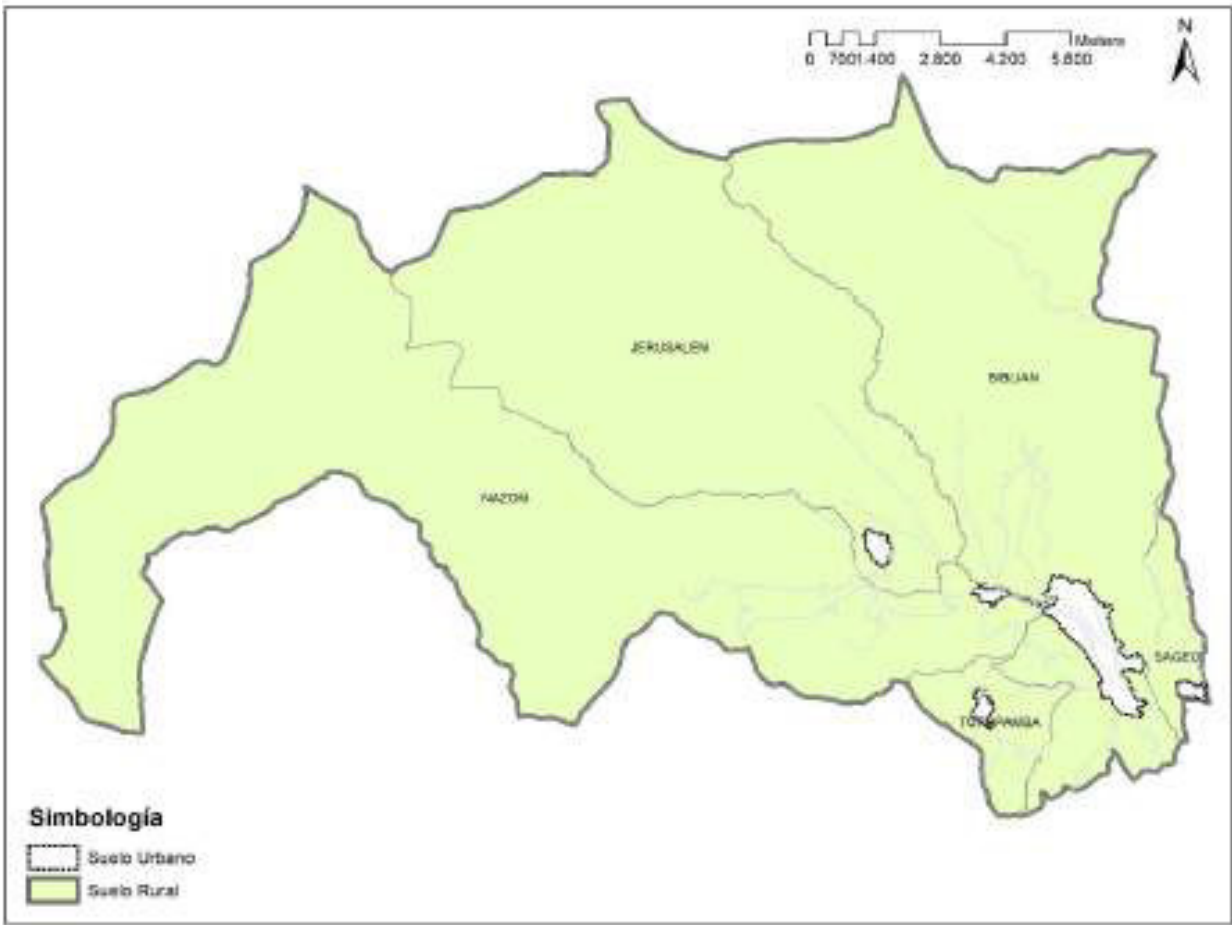 N
Meters
0 700 1.400 2.800 4.200 5.600
JERUSALEN
BIBLIAN
NAZON
SAGEO
TURUPAMBA
Simbología
Suelo Urbano
Suelo Rural